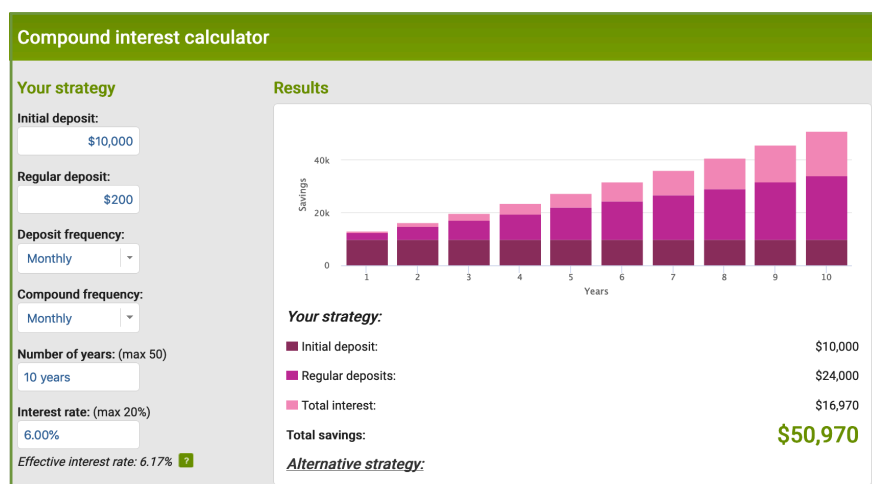 Compound interest calculator
Your strategy
Initial deposit:
$10,000
Regular deposit:
$200
Deposit frequency:
Monthly
Compound frequency:
Monthly
Number of years: (max 50)
10 years
Interest rate: (max 20%)
6.00%
Effective interest rate: 6.17% ?
Results
Savings
40k
20k
0
1 2 3 4 5 6 7 8 9 10
Years
Your strategy:
Initial deposit: $10,000
Regular deposits: $24,000
Total interest: $16,970
Total savings: $50,970
Alternative strategy: